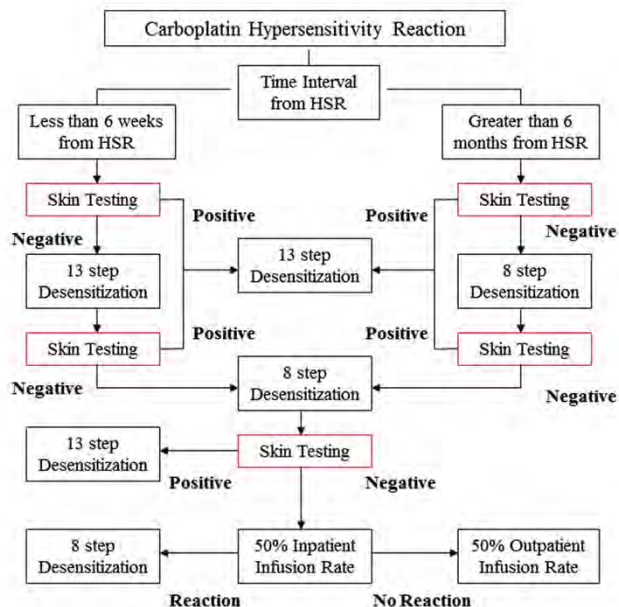 Carboplatin Hypersensitivity Reaction
Time Interval
from HSR
Less than 6 weeks
from HSR
Greater than 6
months from HSR
Skin Testing
Positive
Positive
Skin Testing
Negative
Negative
13 step
Desensitization
13 step
Desensitization
8 step
Desensitization
Skin Testing
Positive
Positive
Skin Testing
Negative
8 step
Desensitization
Negative
13 step
Desensitization
Skin Testing
Positive
Negative
8 step
Desensitization
50% Inpatient
Infusion Rate
50% Outpatient
Infusion Rate
Reaction
No Reaction